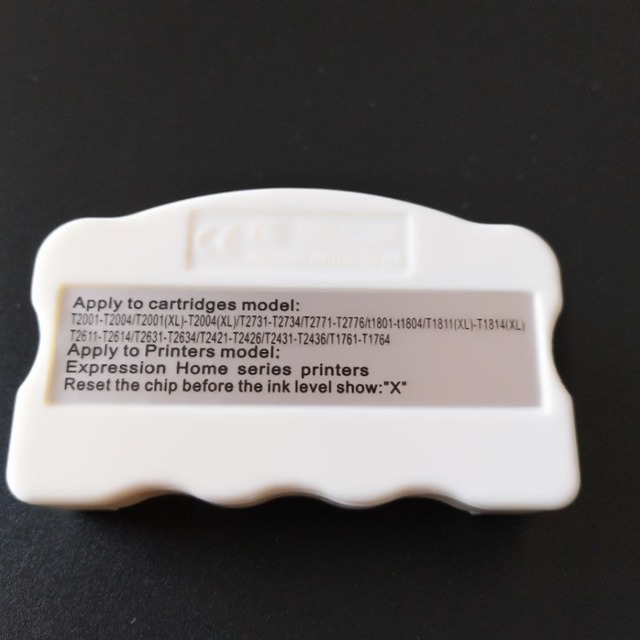 Apply to cartridges model:
T2001-T2004/T2001(XL)-T2004(XL)/T2731-T2734/T2771-T2776/t1801-t1804/T1811(XL)-T1814(XL)
T2611-T2614/T2631-T2634/T2421-T2426/T2431-T2436/T1761-T1764
Apply to Printers model:
Expression Home series printers
Reset the chip before the ink level show:"X"